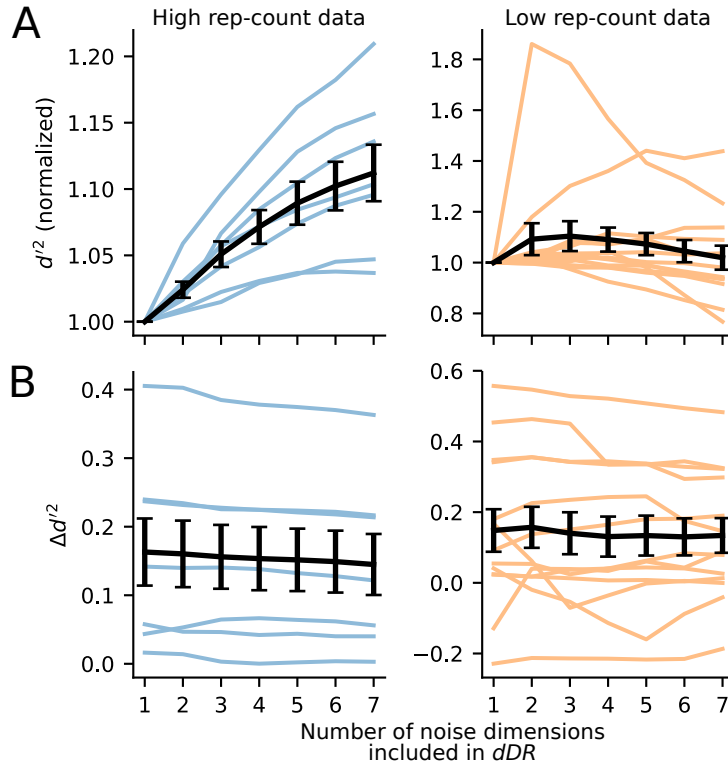 A
High rep-count data
Low rep-count data
d′² (normalized)
1.20
1.15
1.10
1.05
1.00
1.8
1.6
1.4
1.2
1.0
0.8
B
Δd′²
0.4
0.3
0.2
0.1
0.0
1 2 3 4 5 6 7
0.6
0.4
0.2
0.0
−0.2
1 2 3 4 5 6 7
Number of noise dimensions
included in dDR